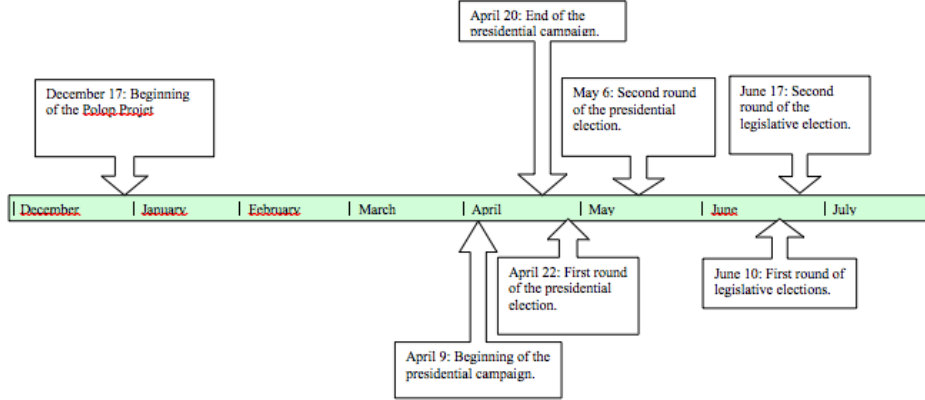 April 20: End of the
presidential campaign.
December 17: Beginning
of the Polop Projet
May 6: Second round
of the presidential
election.
June 17: Second
round of the
legislative election.
December
January
February
March
April
May
June
July
April 22: First round
of the presidential
election.
June 10: First round of
legislative elections.
April 9: Beginning of the
presidential campaign.